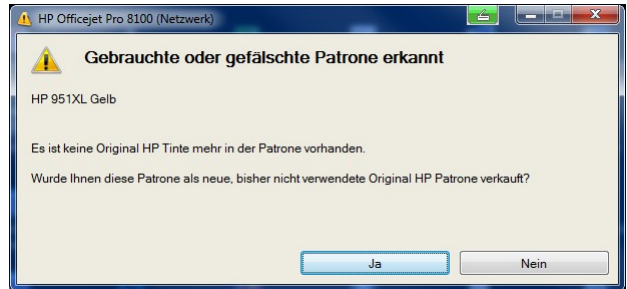 HP Officejet Pro 8100 (Netzwerk)
Gebrauchte oder gefälschte Patrone erkannt
HP 951XL Gelb
Es ist keine Original HP Tinte mehr in der Patrone vorhanden.
Wurde Ihnen diese Patrone als neue, bisher nicht verwendete Original HP Patrone verkauft?
Ja Nein